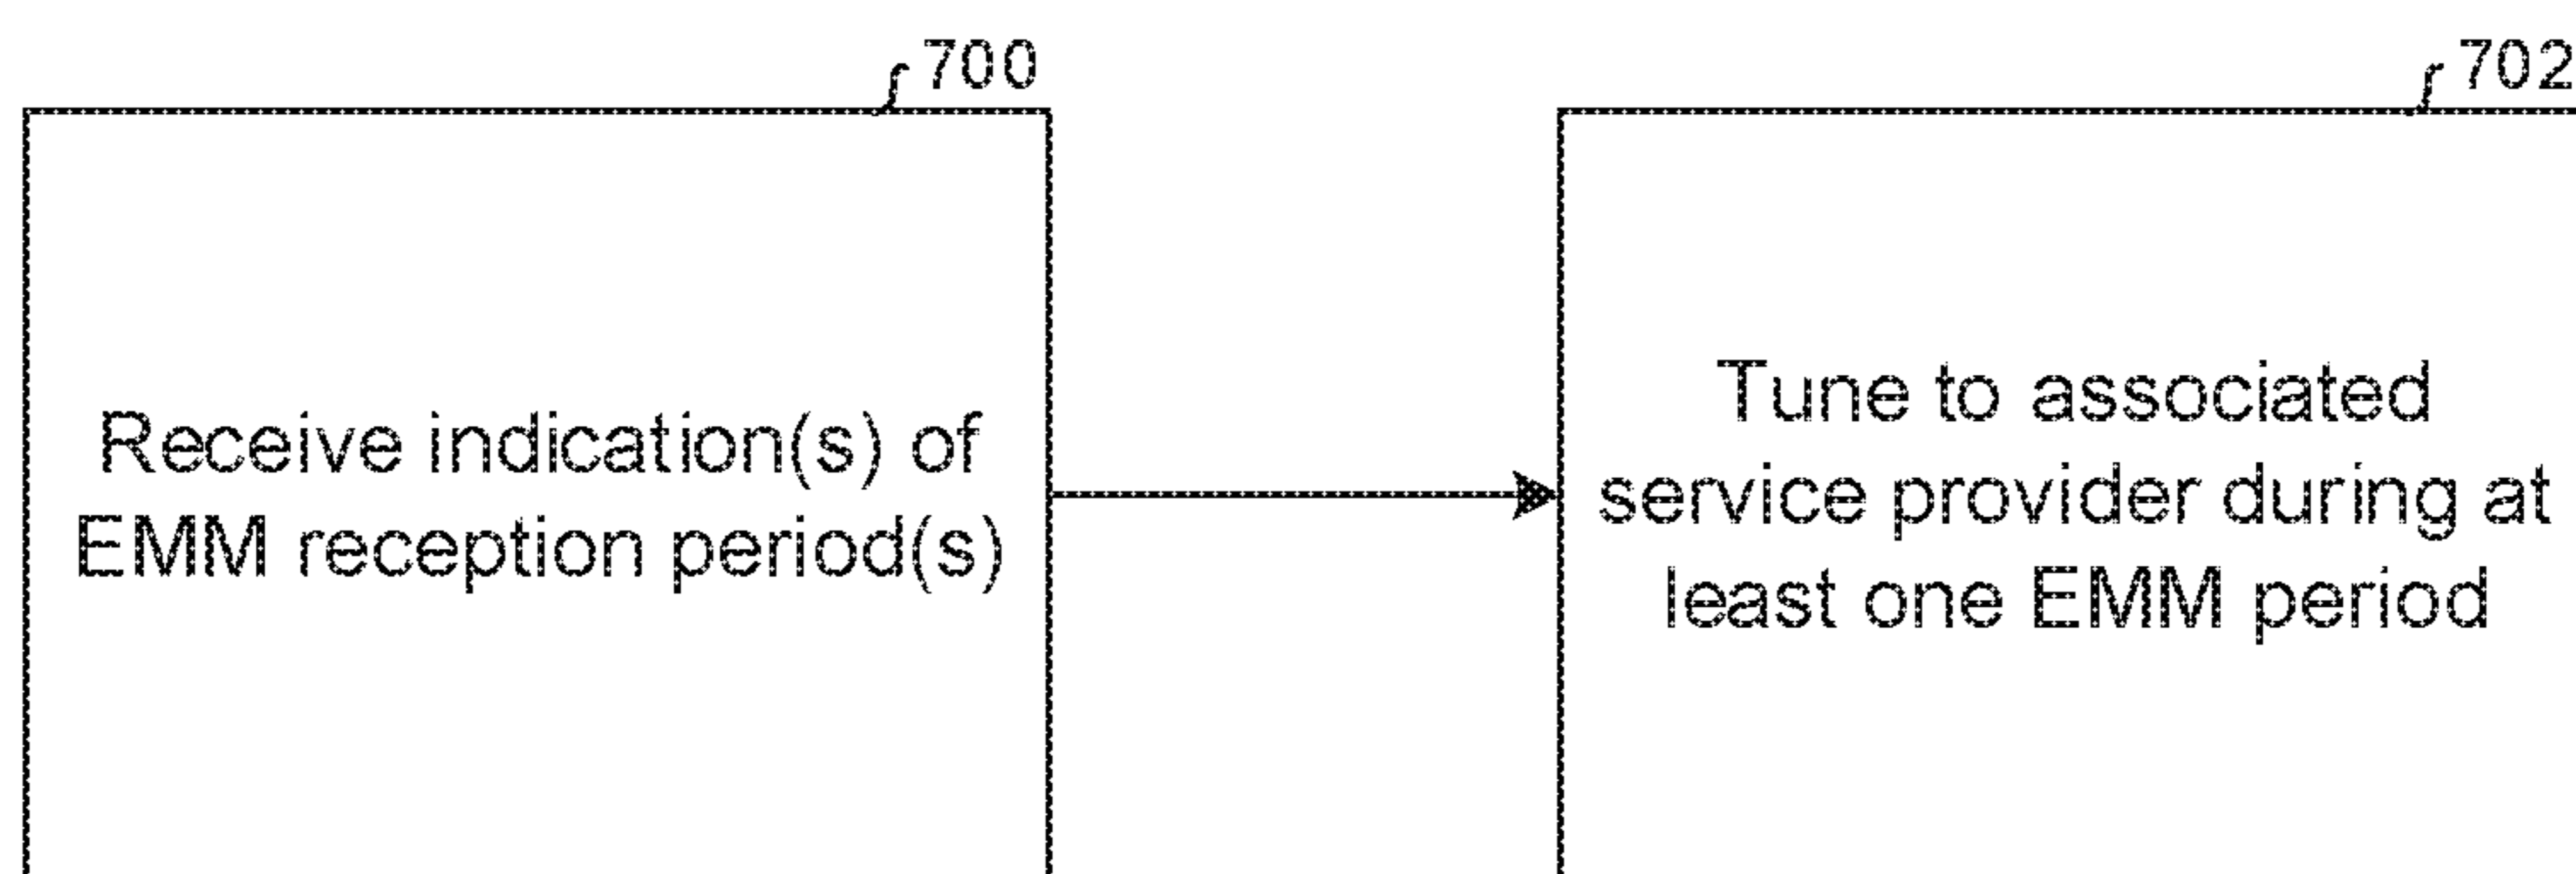 700
Receive indication(s) of
EMM reception period(s)
702
Tune to associated
service provider during at
least one EMM period